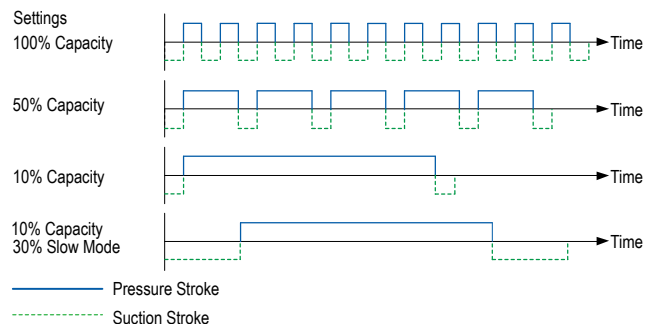 Settings
100% Capacity
Time
50% Capacity
Time
10% Capacity
Time
10% Capacity
30% Slow Mode
Time
Pressure Stroke
Suction Stroke